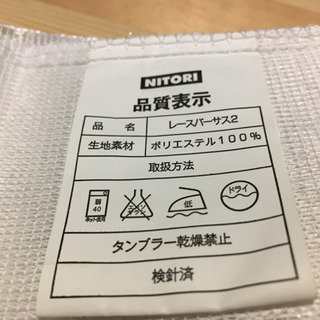 NITORI
品質表示
品 名 レースバーサス2
生地素材 ポリエステル100%
取扱方法
弱 40 ネット使用 低 ドライ
タンブラー乾燥禁止
検針済